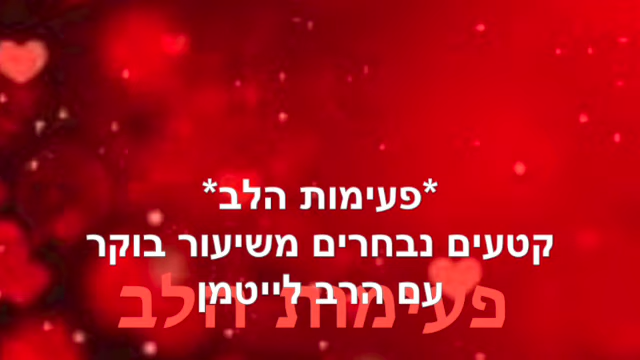 *פעימות הלב*
קטעים נבחרים משיעור בוקר
עם הרב לייטמן
פעימות הלב